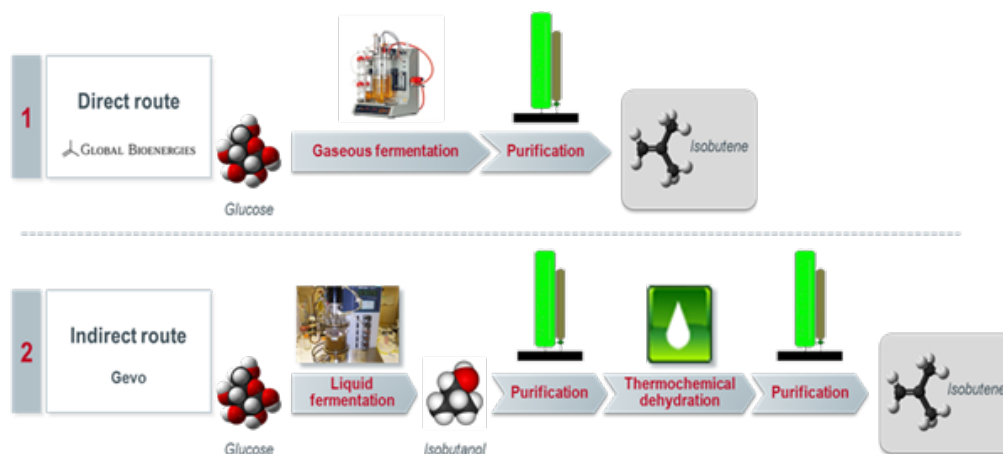 1
Direct route
GLOBAL BIOENERGIES
Glucose
Gaseous fermentation
Purification
Isobutene
2
Indirect route
Gevo
Glucose
Liquid
fermentation
Isobutanol
Purification
Thermochemical
dehydration
Purification
Isobutene